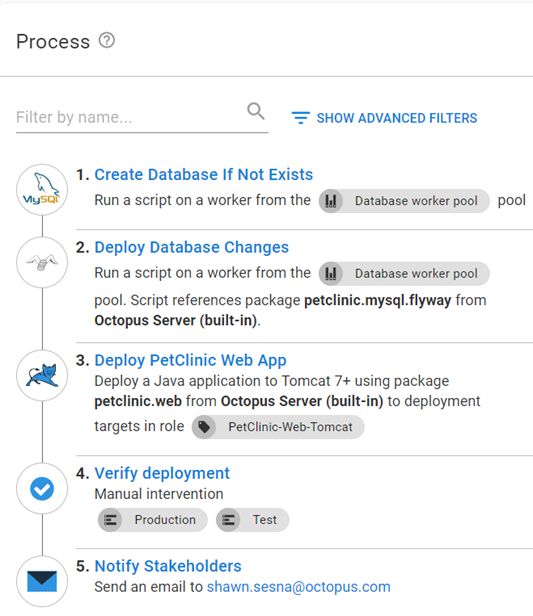 Process ?
Filter by name...
SHOW ADVANCED FILTERS
MySQL
1. Create Database If Not Exists
Run a script on a worker from the Database worker pool pool
2. Deploy Database Changes
Run a script on a worker from the Database worker pool
pool. Script references package petclinic.mysql.flyway from
Octopus Server (built-in).
3. Deploy PetClinic Web App
Deploy a Java application to Tomcat 7+ using package
petclinic.web from Octopus Server (built-in) to deployment
targets in role PetClinic-Web-Tomcat
4. Verify deployment
Manual intervention
Production Test
5. Notify Stakeholders
Send an email to shawn.sesna@octopus.com